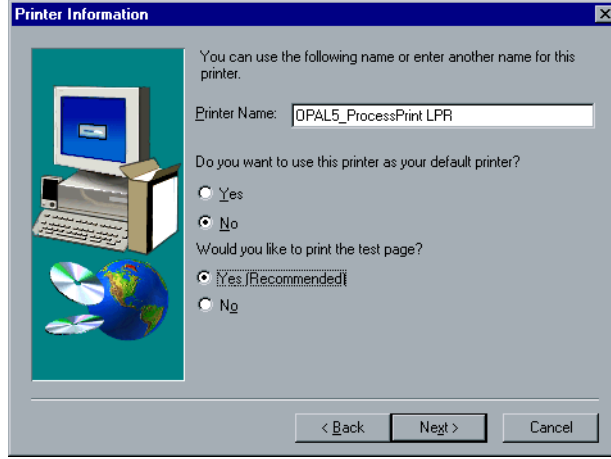 Printer Information
You can use the following name or enter another name for this
printer.
Printer Name: OPAL5_ProcessPrint LPR
Do you want to use this printer as your default printer?
Yes
No
Would you like to print the test page?
Yes (Recommended)
No
< Back Next > Cancel